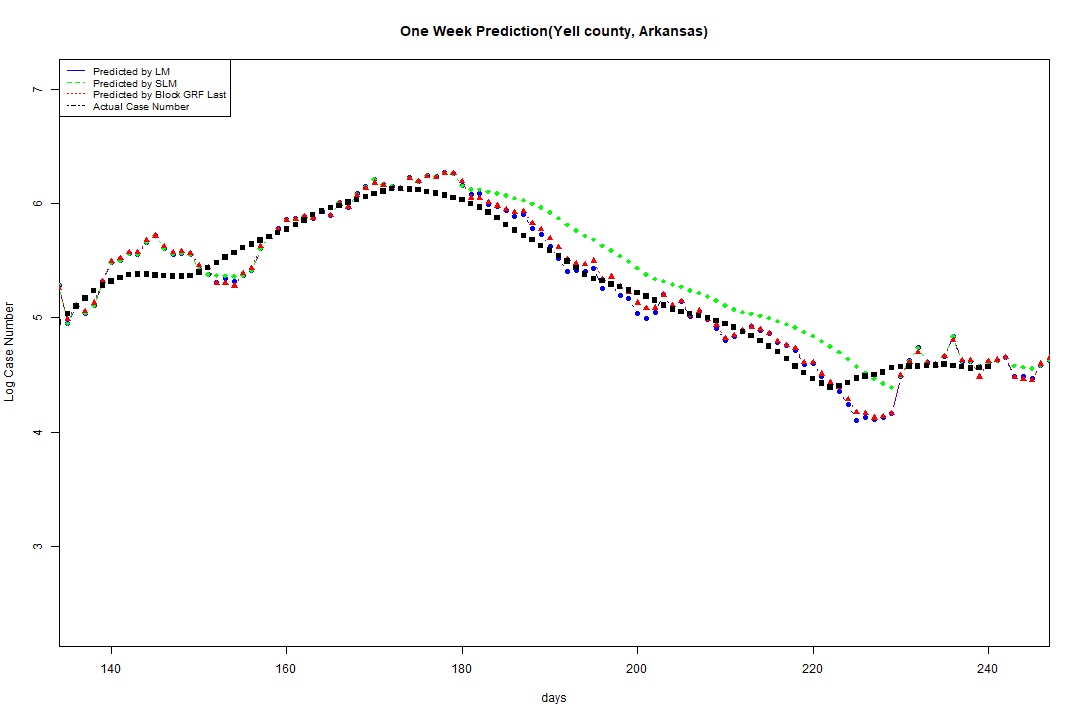 One Week Prediction(Yell county, Arkansas)
Predicted by LM
Predicted by SLM
Predicted by Block GRF Last
Actual Case Number
7
6
5
4
3
Log Case Number
140 160 180 200 220 240
days